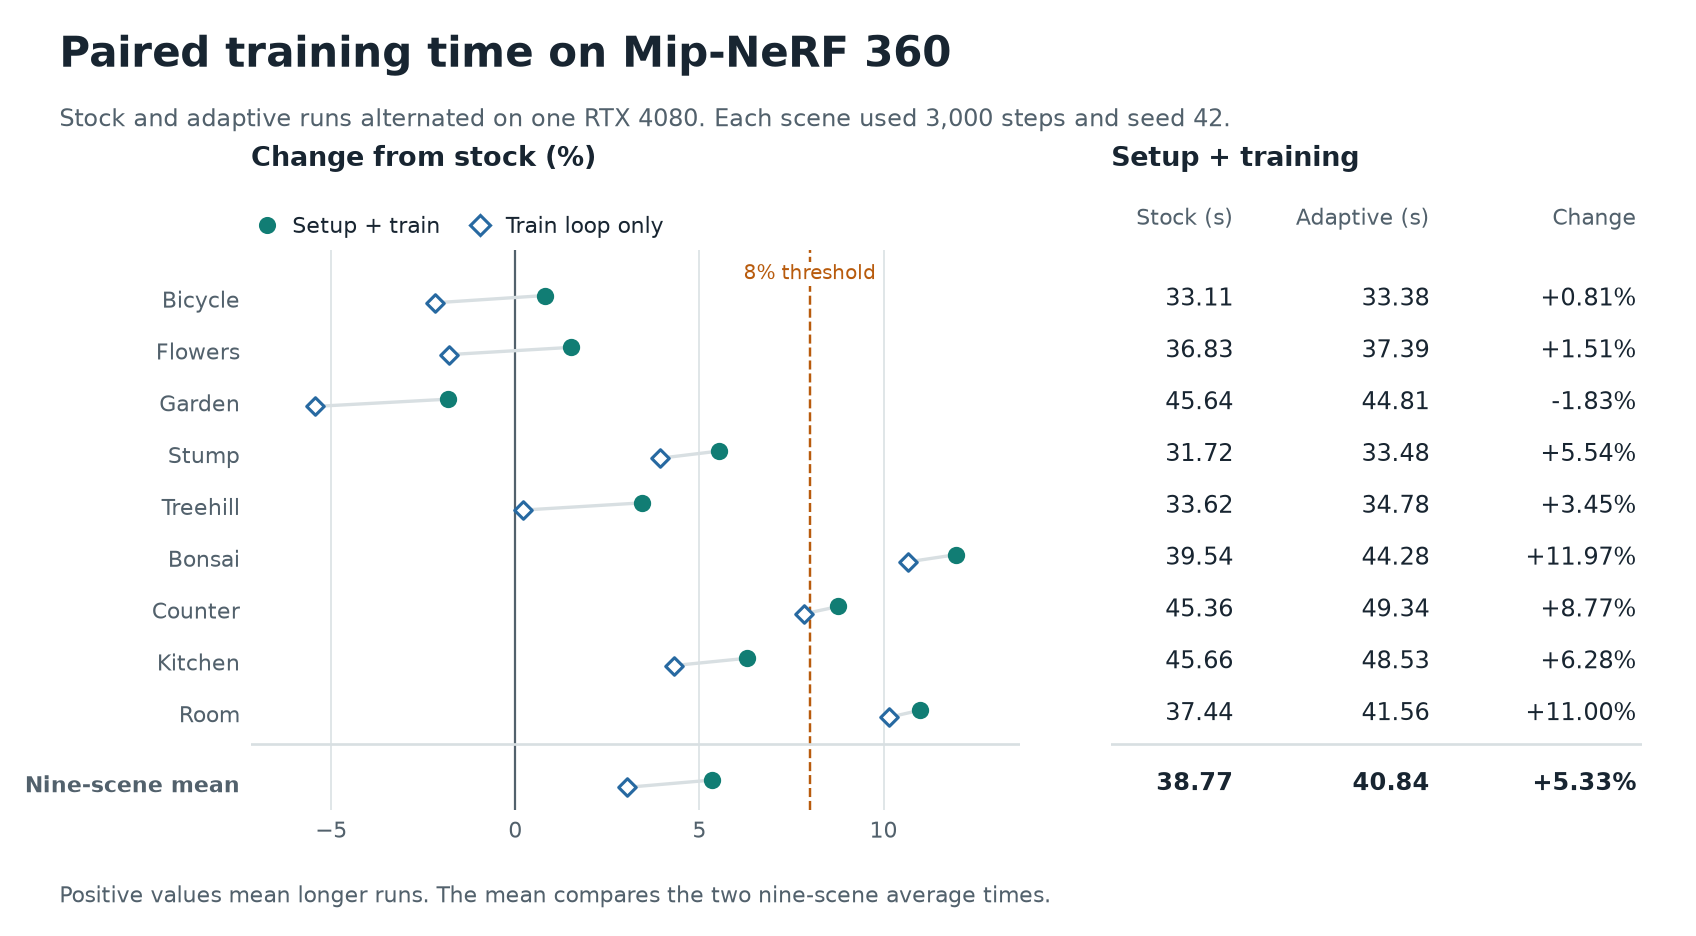 Paired training time on Mip-NeRF 360
Stock and adaptive runs alternated on one RTX 4080. Each scene used 3,000 steps and seed 42.
Change from stock (%)
Setup + train
Train loop only
8% threshold
Bicycle
Flowers
Garden
Stump
Treehill
Bonsai
Counter
Kitchen
Room
Nine-scene mean
−5 0 5 10
Setup + training
Stock (s) Adaptive (s) Change
33.11 33.38 +0.81%
36.83 37.39 +1.51%
45.64 44.81 -1.83%
31.72 33.48 +5.54%
33.62 34.78 +3.45%
39.54 44.28 +11.97%
45.36 49.34 +8.77%
45.66 48.53 +6.28%
37.44 41.56 +11.00%
38.77 40.84 +5.33%
Positive values mean longer runs. The mean compares the two nine-scene average times.